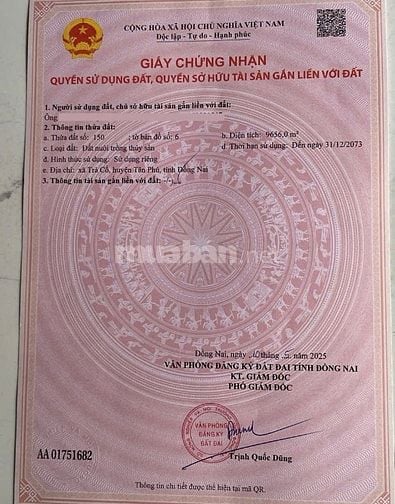 CỘNG HÒA XÃ HỘI CHỦ NGHĨA VIỆT NAM
Độc lập - Tự do - Hạnh phúc
GIẤY CHỨNG NHẬN
QUYỀN SỬ DỤNG ĐẤT, QUYỀN SỞ HỮU TÀI SẢN GẮN LIỀN VỚI ĐẤT
1. Người sử dụng đất, chủ sở hữu tài sản gắn liền với đất:
Ông
2. Thông tin thửa đất:
a. Thửa đất số: 150 ; tờ bản đồ số: 6 b. Diện tích: 9656,0 m²
c. Loại đất: Đất nuôi trồng thủy sản d. Thời hạn sử dụng: Đến ngày 31/12/2073
đ. Hình thức sử dụng: Sử dụng riêng
e. Địa chỉ: xã Trà Cổ, huyện Tân Phú, tỉnh Đồng Nai
3. Thông tin tài sản gắn liền với đất: -/-
muaban.net
Đồng Nai, ngày tháng năm 2025
VĂN PHÒNG ĐĂNG KÝ ĐẤT ĐAI TỈNH ĐỒNG NAI
KT. GIÁM ĐỐC
PHÓ GIÁM ĐỐC
VĂN PHÒNG
ĐĂNG KÝ
ĐẤT ĐAI
Trịnh Quốc Dũng
AA 01751682
Thông tin chi tiết được thể hiện tại mã QR.